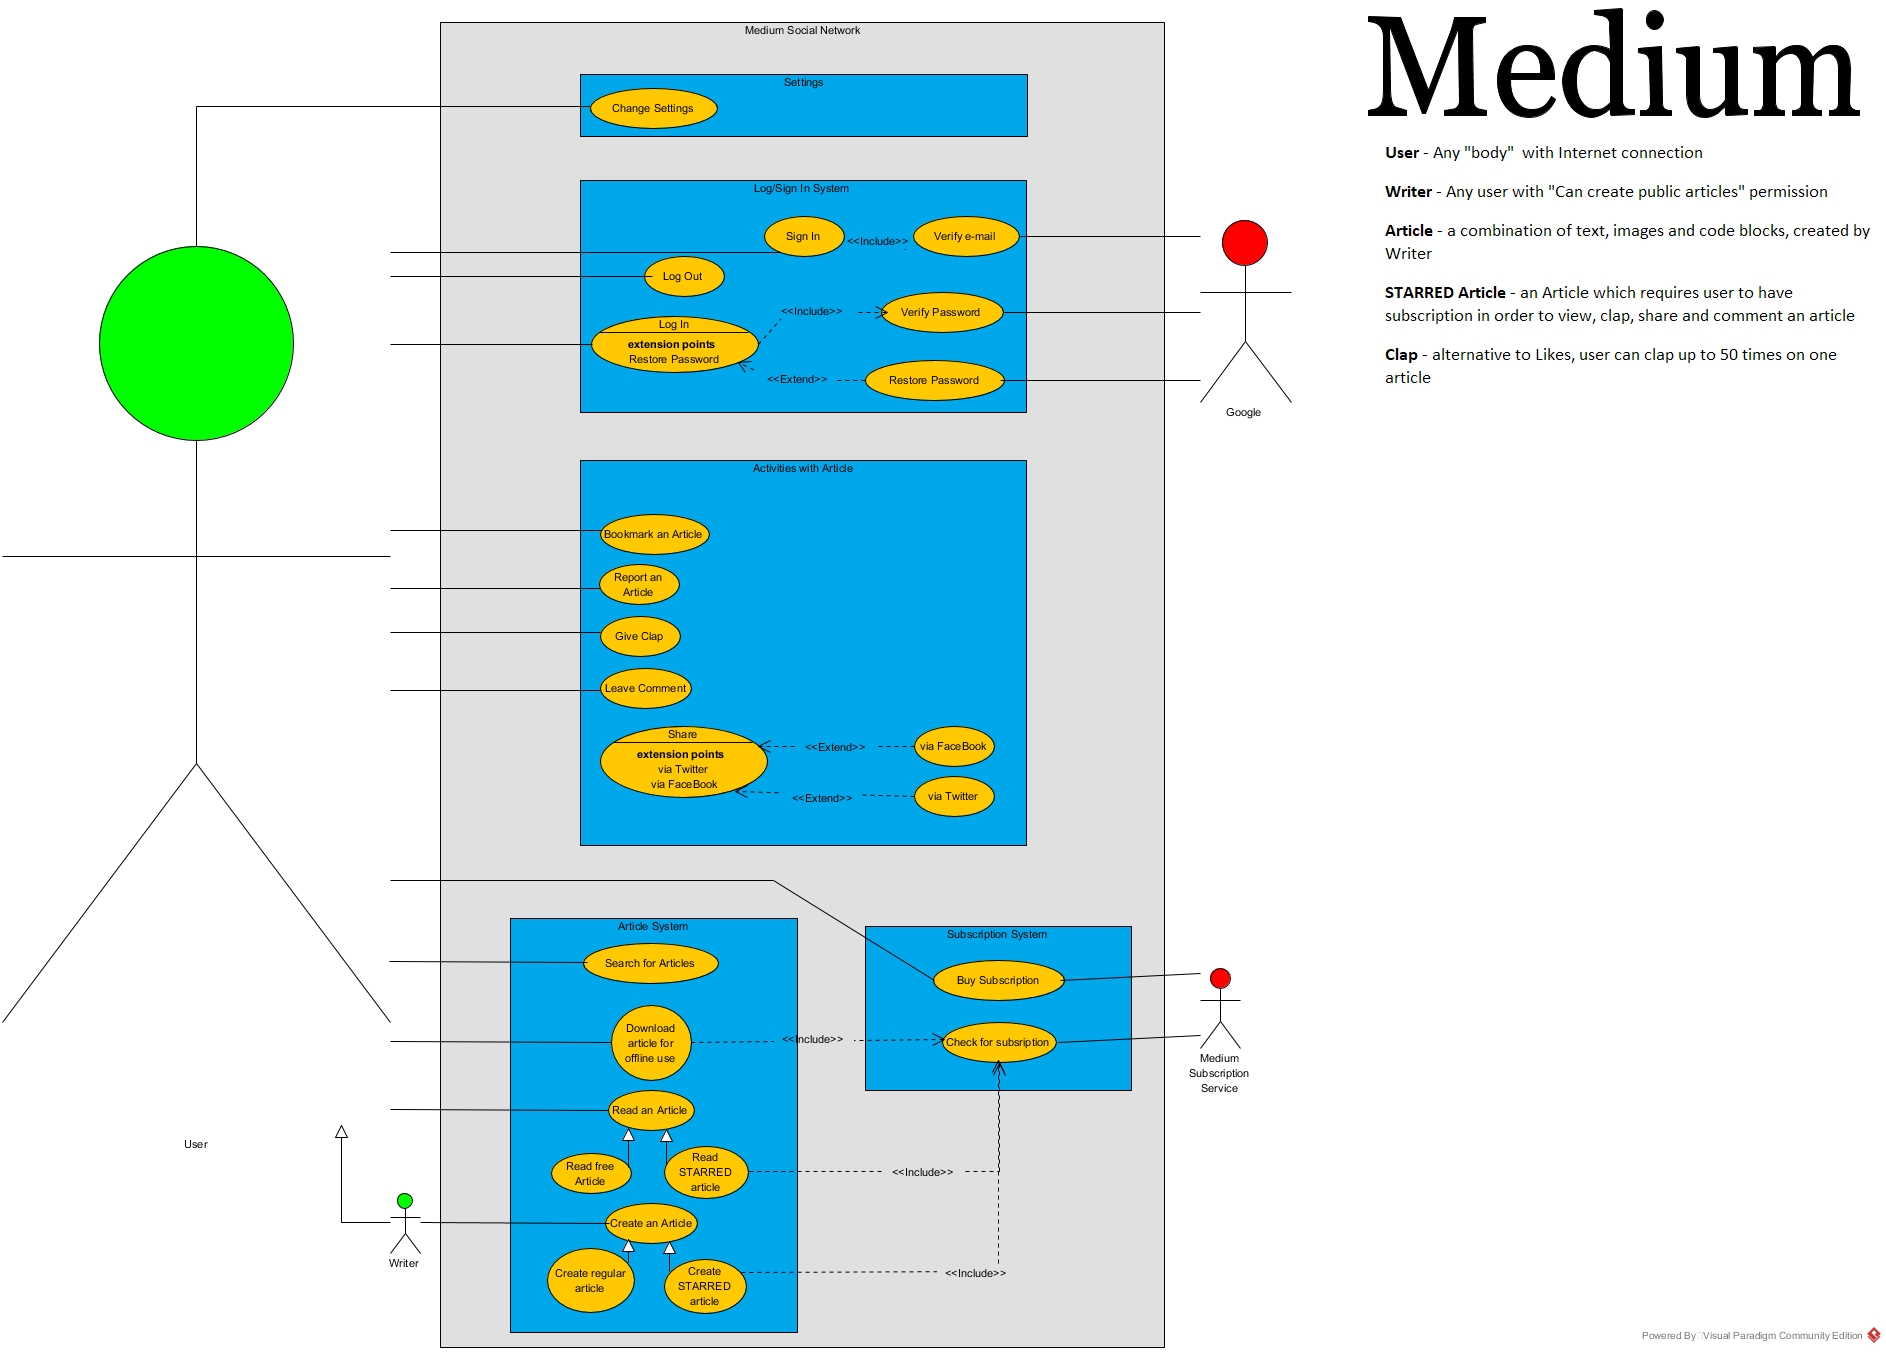 Medium Social Network
Settings
Change Settings
Log/Sign In System
Sign In
<<Include>>
Verify e-mail
Log Out
<<Include>>
Verify Password
Log In
extension points
Restore Password
<<Extend>>
Restore Password
Google
Activities with Article
Bookmark an Article
Report an
Article
Give Clap
Leave Comment
Share
extension points
via Twitter
via FaceBook
<<Extend>>
via FaceBook
<<Extend>>
via Twitter
Article System
Search for Articles
Download
article for
offline use
<<Include>>
Read an Article
Read free
Article
Read
STARRED
article
<<Include>>
Create an Article
Create regular
article
Create
STARRED
article
<<Include>>
Subscription System
Buy Subscription
Check for subsription
Medium
Subscription
Service
User
Writer
Medium
User - Any "body"  with Internet connection
Writer - Any user with "Can create public articles" permission
Article - a combination of text, images and code blocks, created by
Writer
STARRED Article - an Article which requires user to have
subscription in order to view, clap, share and comment an article
Clap - alternative to Likes, user can clap up to 50 times on one
article
Powered By Visual Paradigm Community Edition